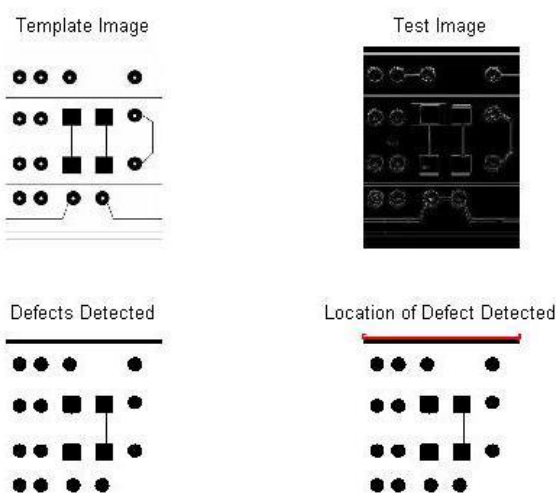 Template Image
Test Image
Defects Detected
Location of Defect Detected